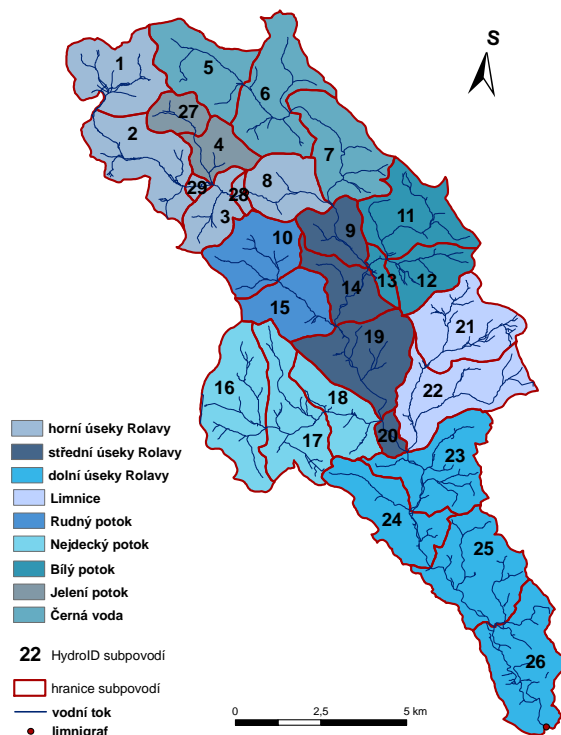 S
1
5
6
27
2
4
7
8
29
28
3
11
9
10
13
12
14
15
21
19
16
22
18
20
17
23
24
25
26
horní úseky Rolavy
střední úseky Rolavy
dolní úseky Rolavy
Limnice
Rudný potok
Nejdecký potok
Bílý potok
Jelení potok
Černá voda
22 HydroID subpovodí
hranice subpovodí
vodní tok
limnigraf
0 2,5 5 km